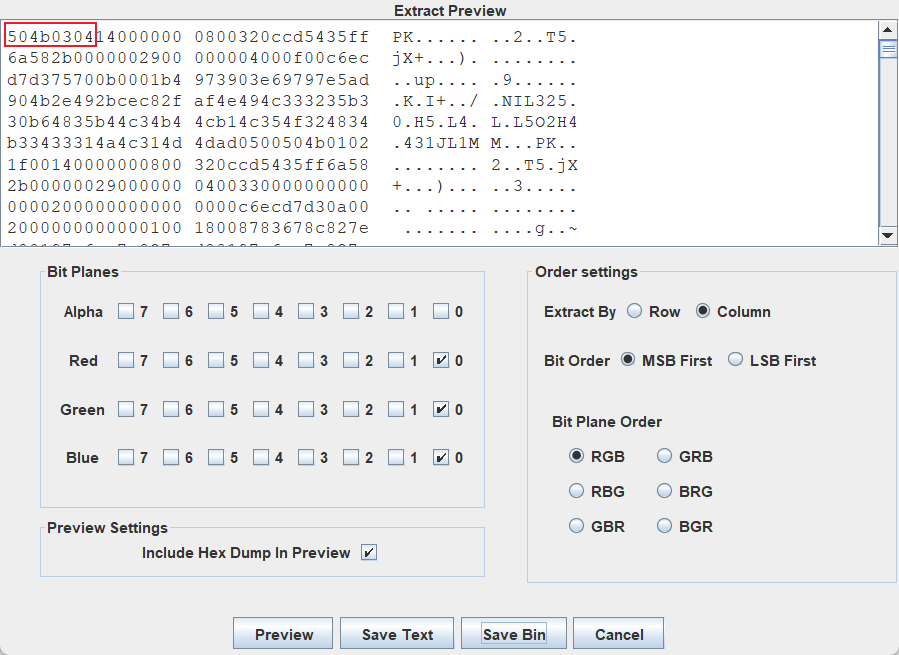 Extract Preview
504b030414000000 0800320ccd5435ff PK...... ..2..T5.
6a582b0000002900 000004000f00c6ec jX+...). ........
d7d375700b0001b4 973903e69797e5ad ..up.... .9......
904b2e492bcec82f af4e494c333235b3 .K.I+../ .NIL325.
30b64835b44c34b4 4cb14c354f324834 0.H5.L4. L.L5O2H4
b33433314a4c314d 4dad0500504b0102 .431JL1M M...PK..
1f00140000000800 320ccd5435ff6a58 ........ 2..T5.jX
2b00000029000000 0400330000000000 +...)... ..3.....
0000200000000000 0000c6ecd7d30a00 .. ..... ........
2000000000000100 18008783678c827e ....... ....g..~
Bit Planes
Alpha 7 6 5 4 3 2 1 0
Red 7 6 5 4 3 2 1 0
Green 7 6 5 4 3 2 1 0
Blue 7 6 5 4 3 2 1 0
Preview Settings
Include Hex Dump In Preview
Order settings
Extract By Row Column
Bit Order MSB First LSB First
Bit Plane Order
RGB GRB
RBG BRG
GBR BGR
Preview Save Text Save Bin Cancel